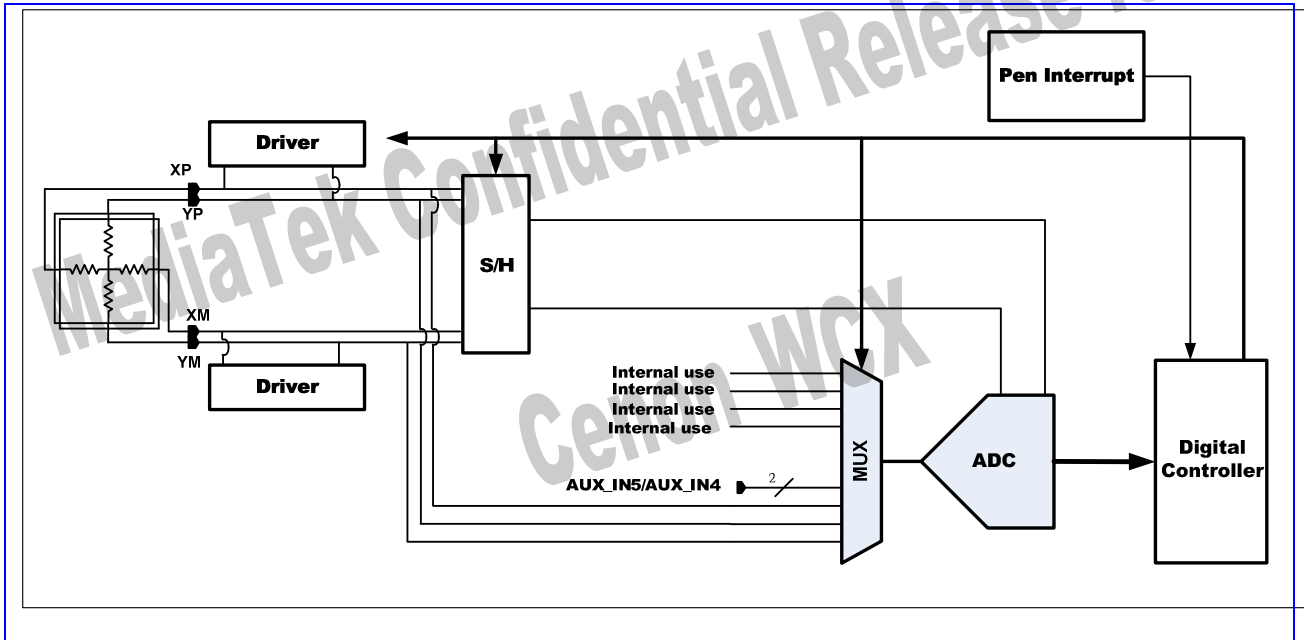 MediaTek Confidential Release
Cenon WCX
Pen Interrupt
Driver
XP
YP
S/H
XM
YM
Driver
Internal use
Internal use
Internal use
Internal use
AUX_IN5/AUX_IN4
2
MUX
ADC
Digital
Controller